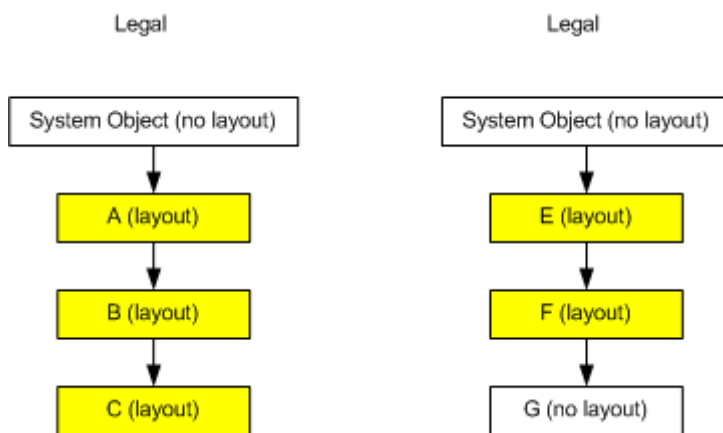 Legal
System Object (no layout)
A (layout)
B (layout)
C (layout)
Legal
System Object (no layout)
E (layout)
F (layout)
G (no layout)